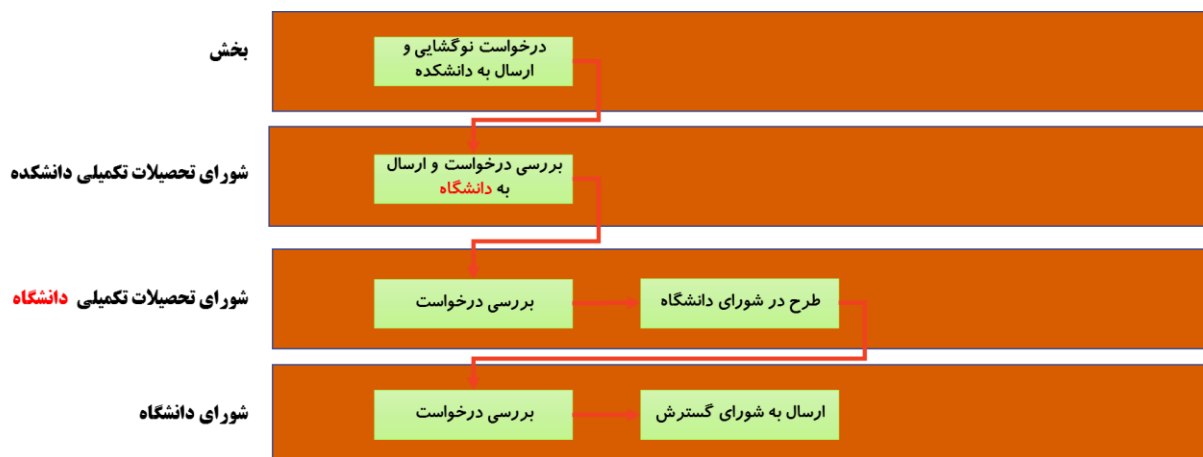 بخش
درخواست نوگشایی و
ارسال به دانشکده
شورای تحصیلات تکمیلی دانشکده
بررسی درخواست و ارسال
به دانشگاه
شورای تحصیلات تکمیلی دانشگاه
بررسی درخواست
طرح در شورای دانشگاه
شورای دانشگاه
بررسی درخواست
ارسال به شورای گسترش